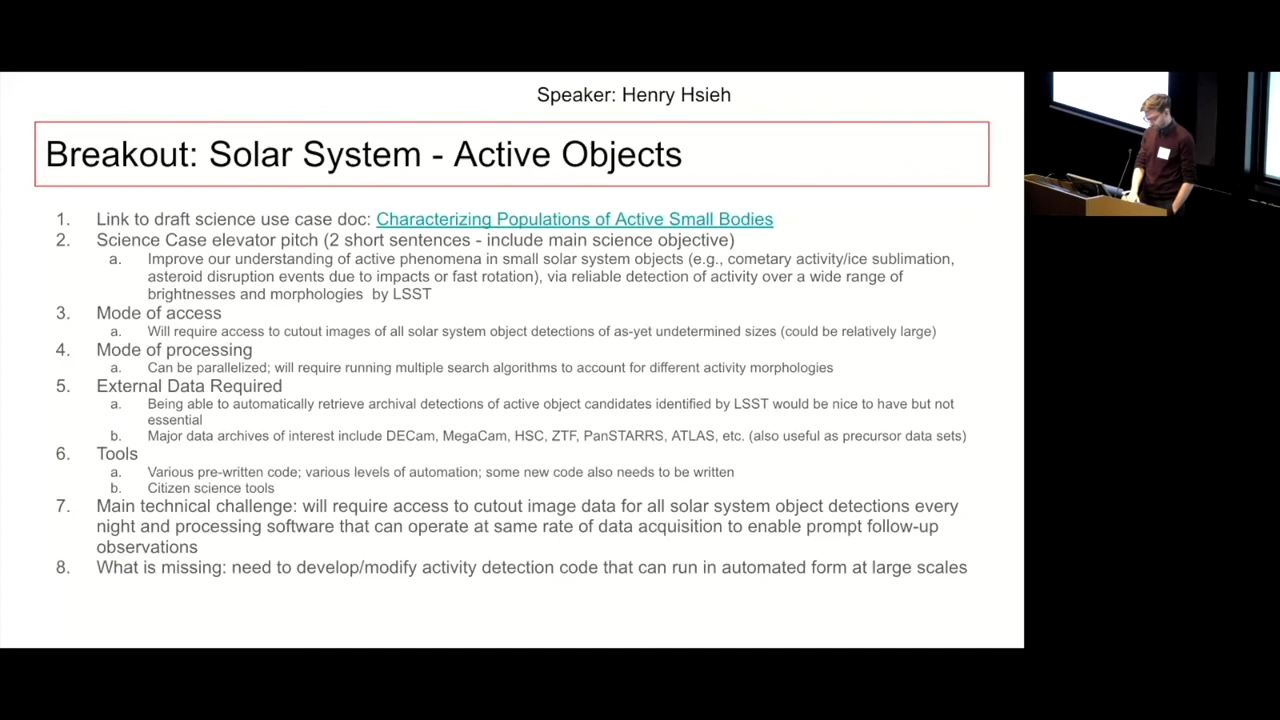 Speaker: Henry Hsieh
Breakout: Solar System - Active Objects
1. Link to draft science use case doc: Characterizing Populations of Active Small Bodies
2. Science Case elevator pitch (2 short sentences - include main science objective)
a. Improve our understanding of active phenomena in small solar system objects (e.g., cometary activity/ice sublimation,
asteroid disruption events due to impacts or fast rotation), via reliable detection of activity over a wide range of
brightnesses and morphologies by LSST
3. Mode of access
a. Will require access to cutout images of all solar system object detections of as-yet undetermined sizes (could be relatively large)
4. Mode of processing
a. Can be parallelized; will require running multiple search algorithms to account for different activity morphologies
5. External Data Required
a. Being able to automatically retrieve archival detections of active object candidates identified by LSST would be nice to have but not
essential
b. Major data archives of interest include DECam, MegaCam, HSC, ZTF, PanSTARRS, ATLAS, etc. (also useful as precursor data sets)
6. Tools
a. Various pre-written code; various levels of automation; some new code also needs to be written
b. Citizen science tools
7. Main technical challenge: will require access to cutout image data for all solar system object detections every
night and processing software that can operate at same rate of data acquisition to enable prompt follow-up
observations
8. What is missing: need to develop/modify activity detection code that can run in automated form at large scales